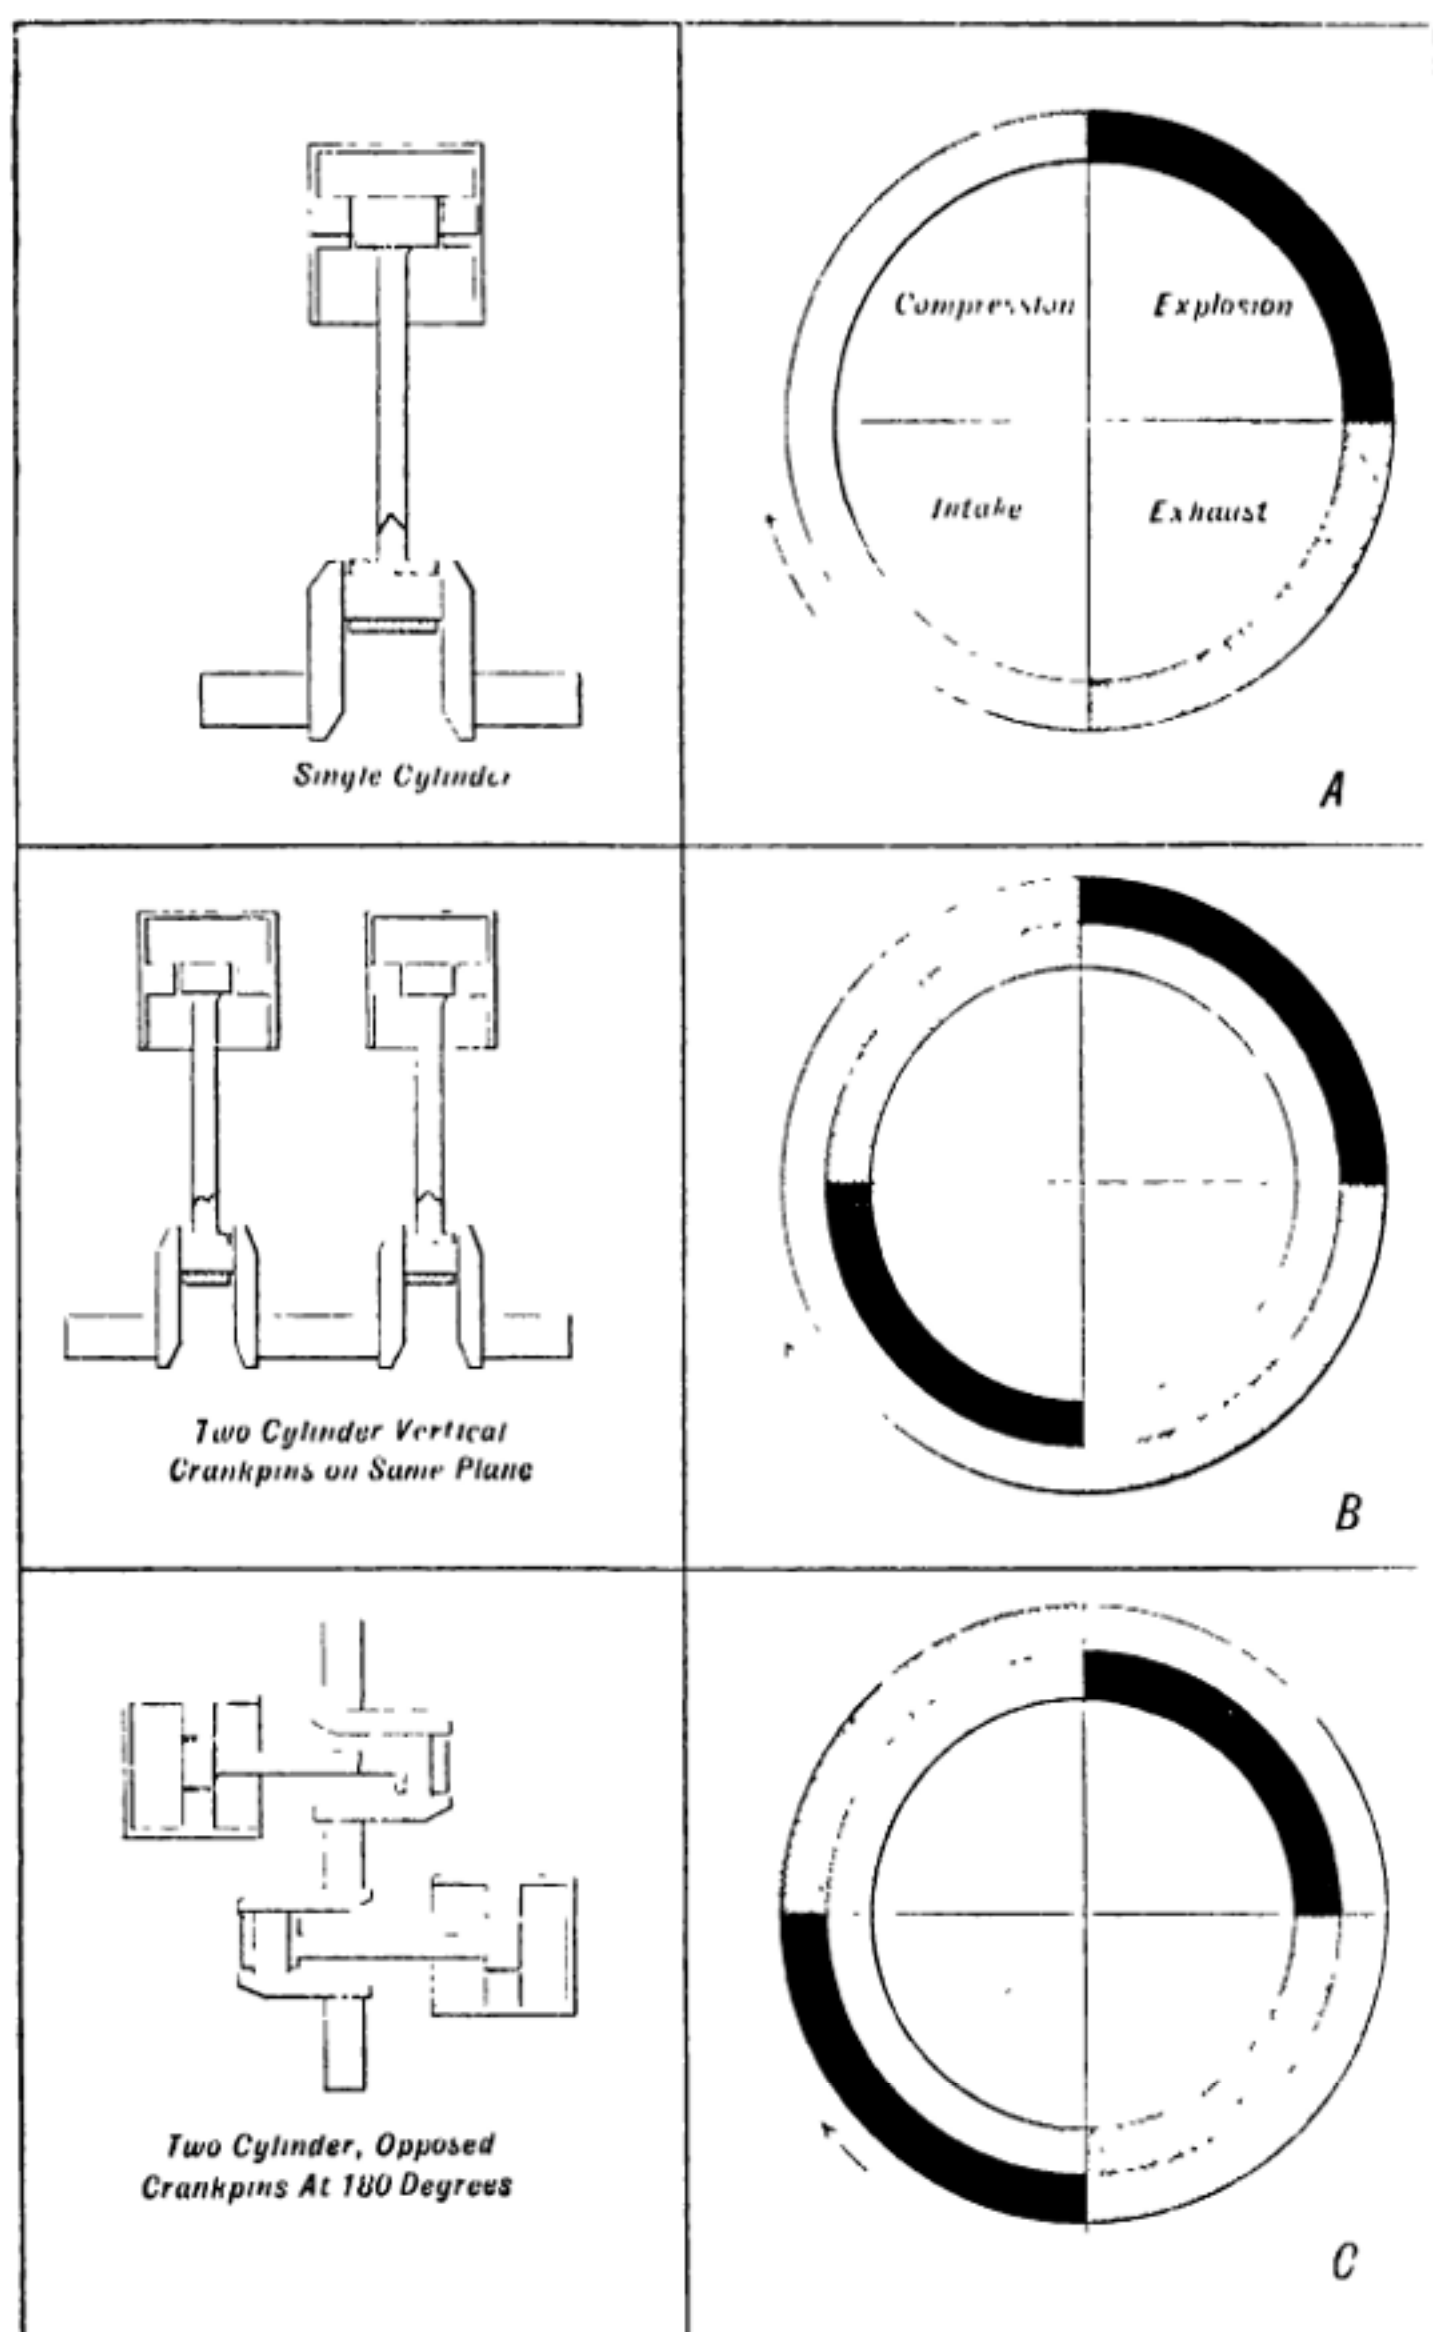 Compression Explosion
Intake Exhaust
Single Cylinder
A
Two Cylinder Vertical
Crankpins on Same Plane
B
Two Cylinder, Opposed
Crankpins At 180 Degrees
C